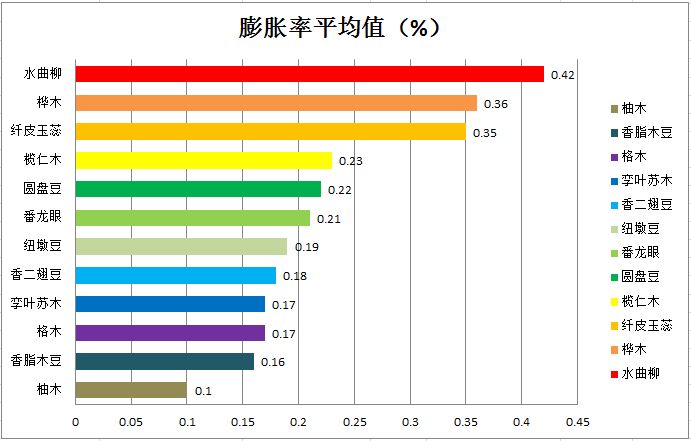 膨胀率平均值（%）
水曲柳 0.42
桦木 0.36
纤皮玉蕊 0.35
榄仁木 0.23
圆盘豆 0.22
番龙眼 0.21
纽墩豆 0.19
香二翅豆 0.18
孪叶苏木 0.17
格木 0.17
香脂木豆 0.16
柚木 0.1
0 0.05 0.1 0.15 0.2 0.25 0.3 0.35 0.4 0.45
柚木
香脂木豆
格木
孪叶苏木
香二翅豆
纽墩豆
番龙眼
圆盘豆
榄仁木
纤皮玉蕊
桦木
水曲柳